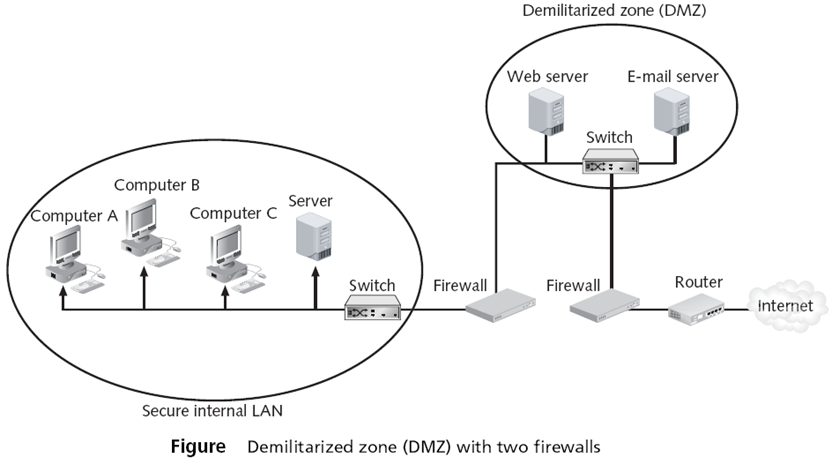 Demilitarized zone (DMZ)
Web server
E-mail server
Switch
Computer B
Computer A
Computer C
Server
Switch
Firewall
Firewall
Router
Internet
Secure internal LAN
Figure Demilitarized zone (DMZ) with two firewalls